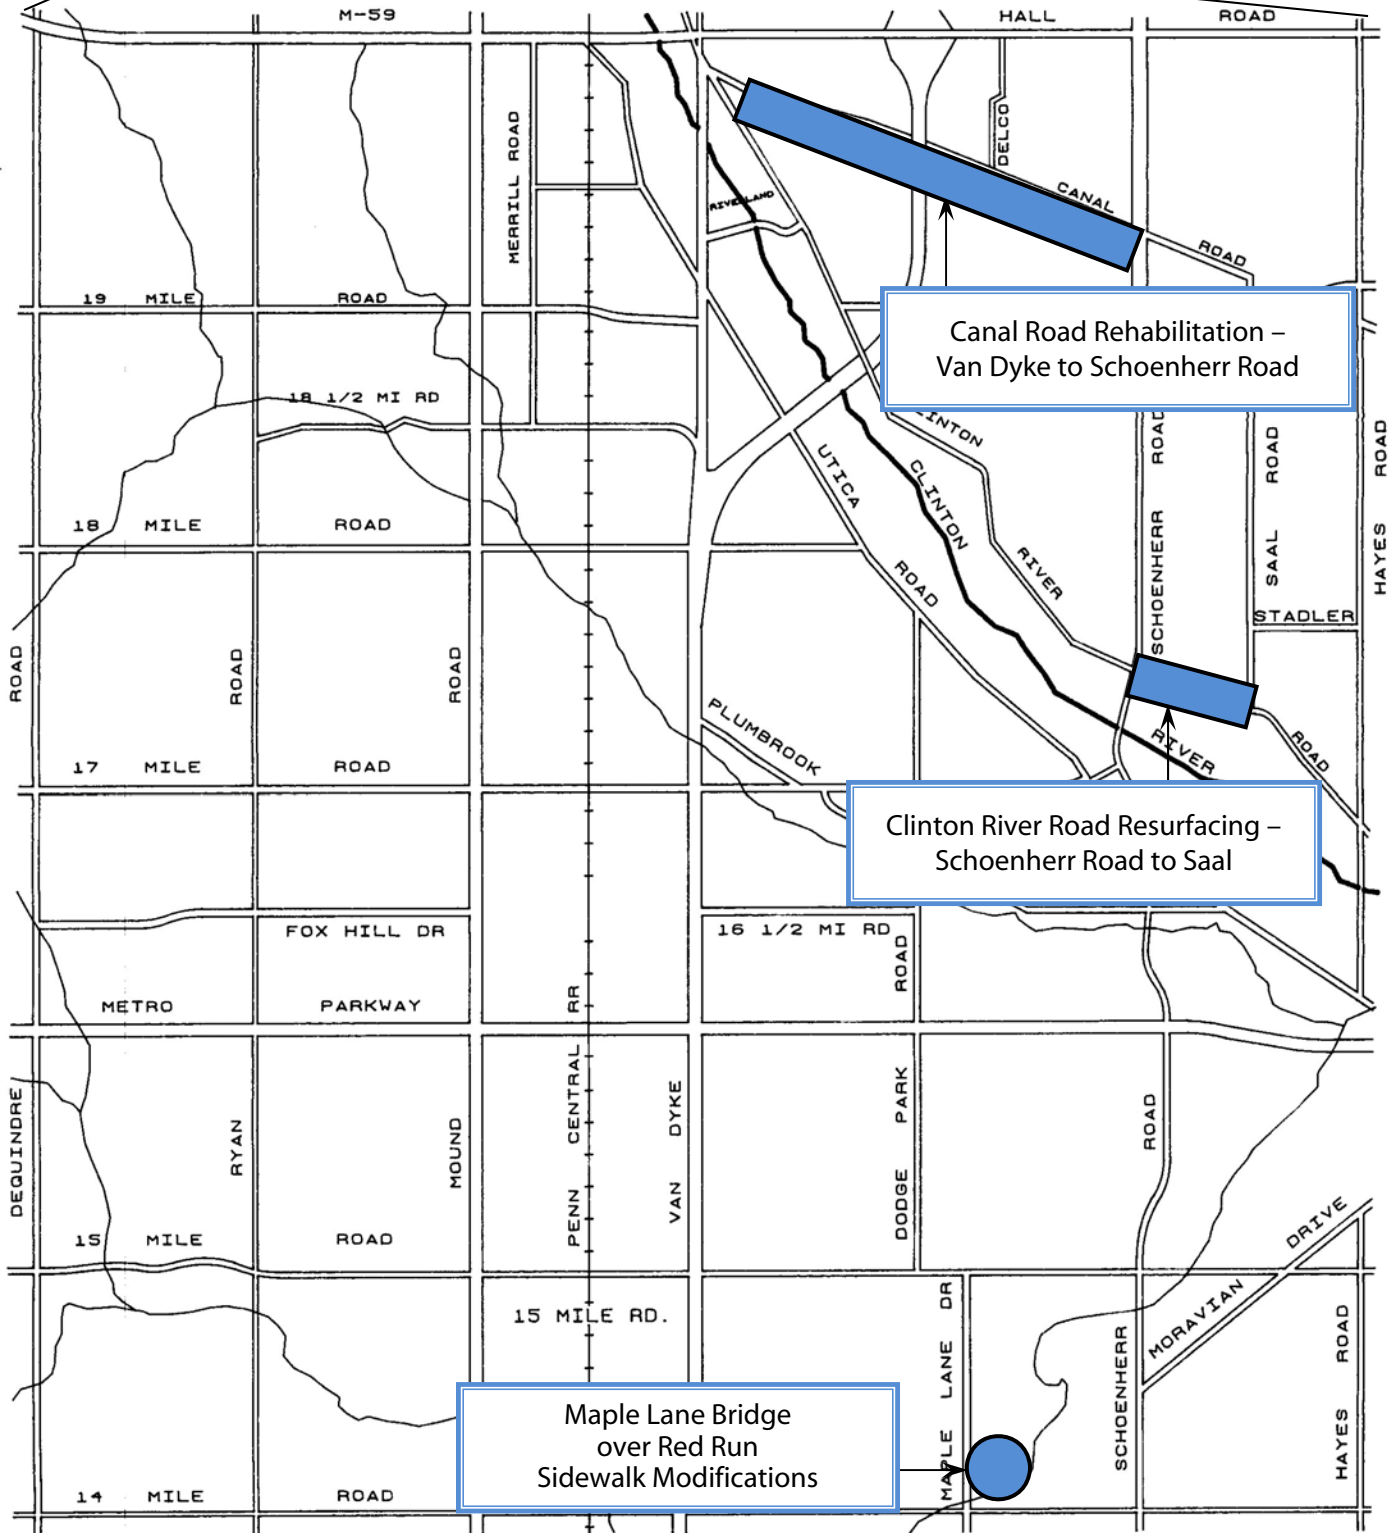 M-59
HALL ROAD
DELCO
MERRILL ROAD
CANAL ROAD
RIVERLAND
19 MILE ROAD
Canal Road Rehabilitation –
Van Dyke to Schoenherr Road
18 1/2 MI RD
CLINTON RIVER
UTICA ROAD
LINTON RIVER ROAD
SCHOENHERR ROAD
SAAL ROAD
HAYES ROAD
18 MILE ROAD
STADLER
ROAD
ROAD
ROAD
PLUMBROOK
17 MILE ROAD
Clinton River Road Resurfacing –
Schoenherr Road to Saal
FOX HILL DR
16 1/2 MI RD
METRO PARKWAY
DEQUINDRE
RYAN
MOUND
PENN CENTRAL RR
VAN DYKE
DODGE PARK ROAD
ROAD
15 MILE ROAD
15 MILE RD.
MORAVIAN DRIVE
MAPLE LANE DR
SCHOENHERR
HAYES ROAD
Maple Lane Bridge
over Red Run
Sidewalk Modifications
14 MILE ROAD